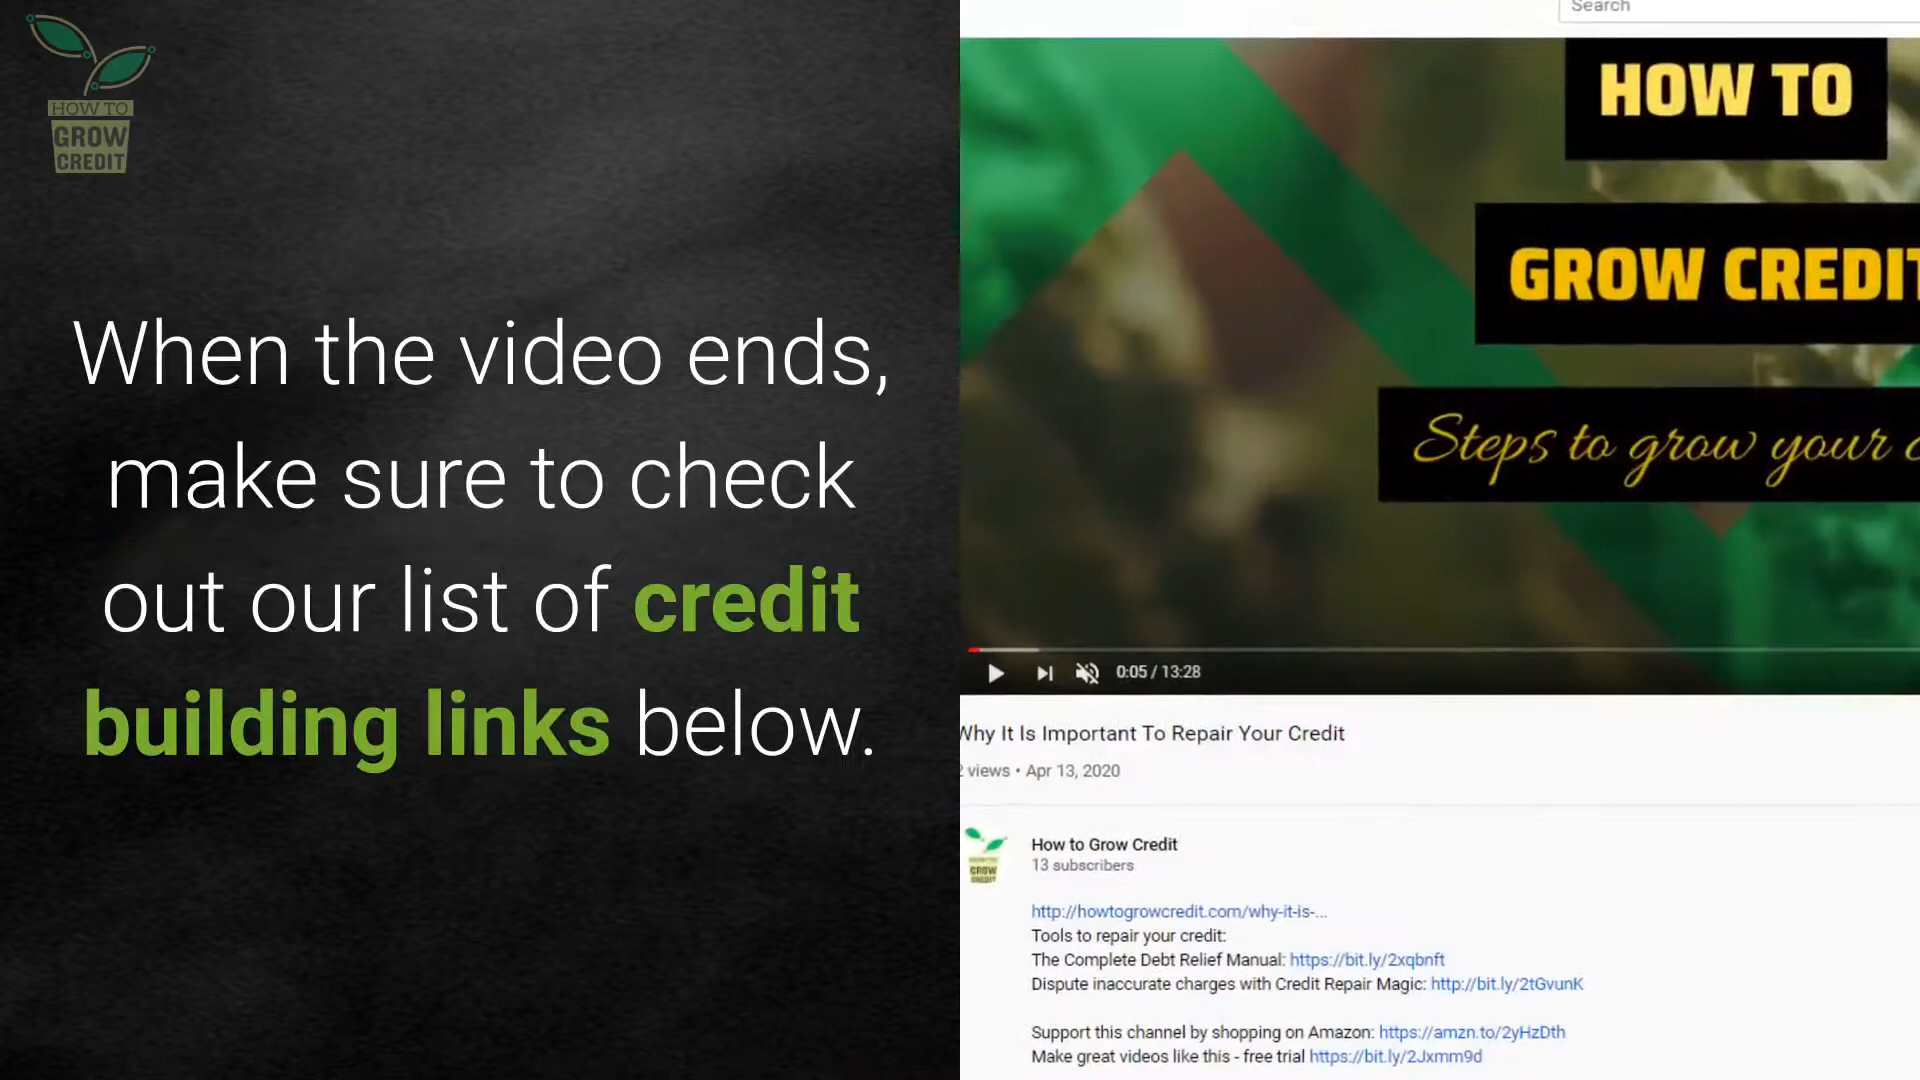 HOW TO
GROW
CREDIT
When the video ends,
make sure to check
out our list of credit
building links below.
Search
HOW TO
GROW CREDIT
Steps to grow your
0:05 / 13:28
Why It Is Important To Repair Your Credit
2 views • Apr 13, 2020
GROW
CREDIT
How to Grow Credit
13 subscribers
http://howtogrowcredit.com/why-it-is-...
Tools to repair your credit:
The Complete Debt Relief Manual: https://bit.ly/2xqbnft
Dispute inaccurate charges with Credit Repair Magic: http://bit.ly/2tGvunK
Support this channel by shopping on Amazon: https://amzn.to/2yHzDth
Make great videos like this - free trial https://bit.ly/2Jxmm9d